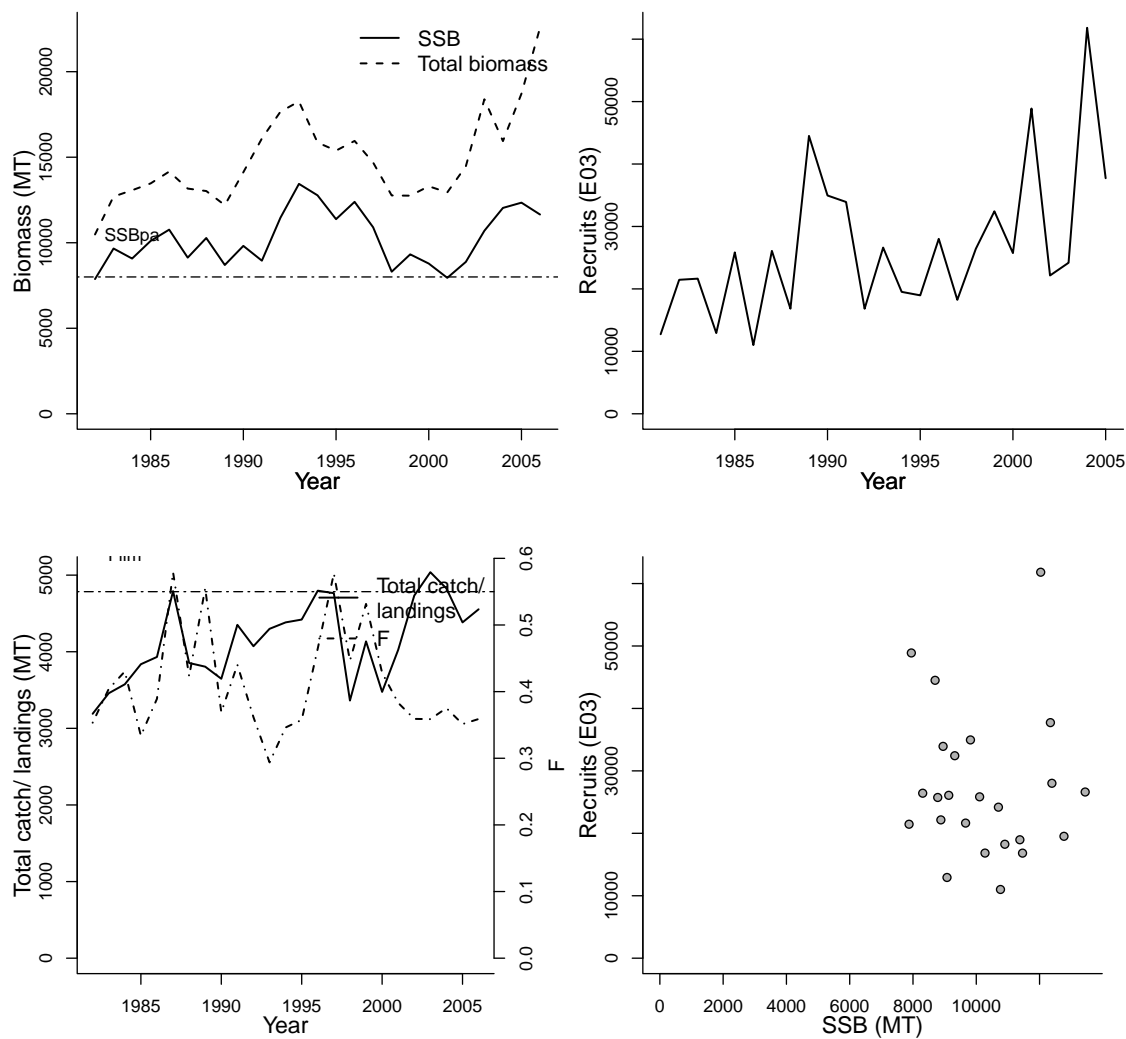 SSB
Total biomass
20000
15000
10000
5000
0
Biomass (MT)
SSBpa
1985 1990 1995 2000 2005
Year
50000
30000
10000
0
Recruits (E03)
1985 1990 1995 2000 2005
Year
5000
4000
3000
2000
1000
0
Total catch/ landings (MT)
Total catch/
landings
F
0.6
0.5
0.4
0.3
0.2
0.1
0.0
F
1985 1990 1995 2000 2005
Year
50000
30000
10000
0
Recruits (E03)
0 2000 4000 6000 8000 10000
SSB (MT)